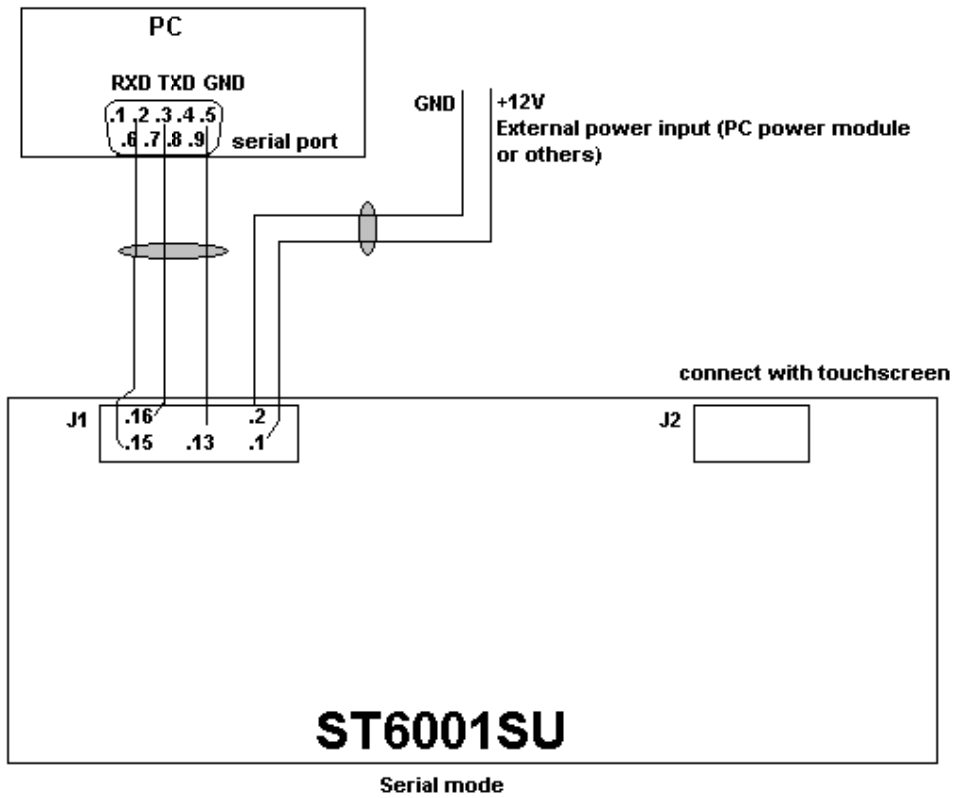 PC
RXD TXD GND
.1 .2 .3 .4 .5
.6 .7 .8 .9
serial port
GND
+12V
External power input (PC power module
or others)
connect with touchscreen
J1
.16
.2
.15
.13
.1
J2
ST6001SU
Serial mode